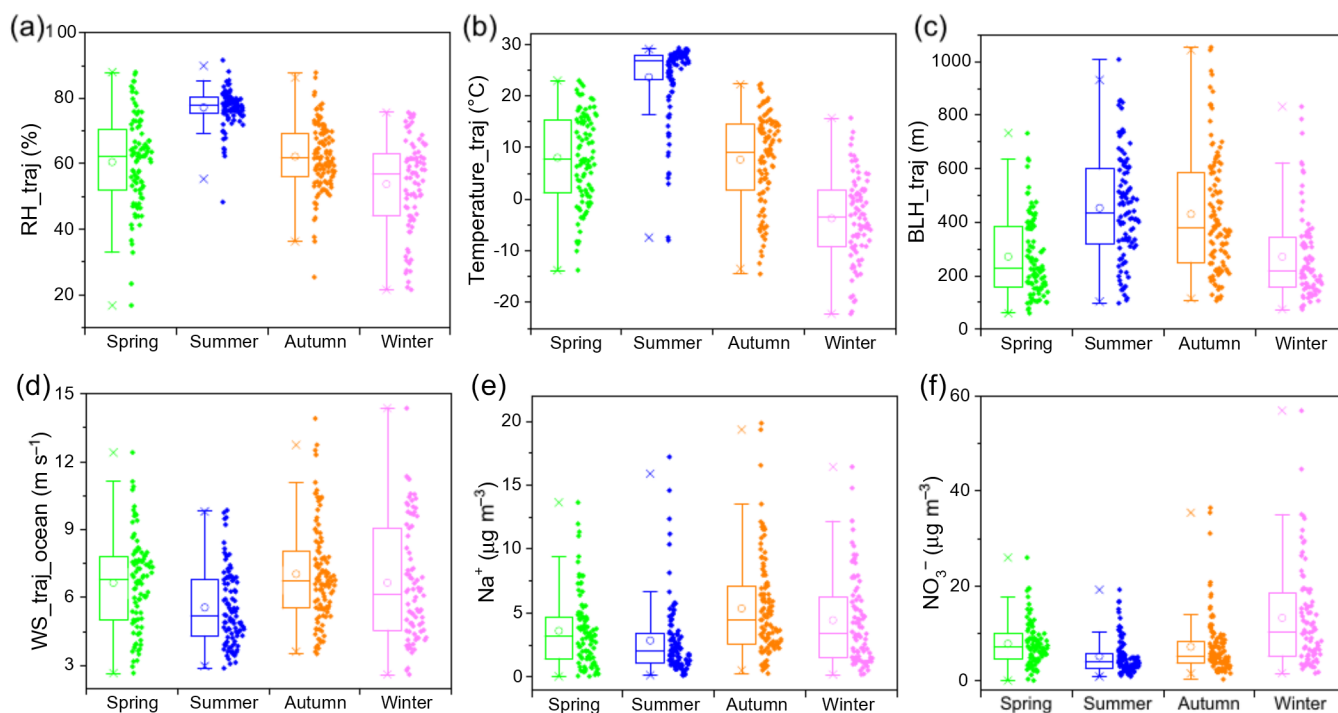 (a)
RH_traj (%)
100
80
60
40
20
Spring Summer Autumn Winter
(b)
Temperature_traj (°C)
30
20
10
0
-10
-20
Spring Summer Autumn Winter
(c)
BLH_traj (m)
1000
800
600
400
200
0
Spring Summer Autumn Winter
(d)
WS_traj_ocean (m s⁻¹)
15
12
9
6
3
Spring Summer Autumn Winter
(e)
Na⁺ (µg m⁻³)
20
15
10
5
0
Spring Summer Autumn Winter
(f)
NO₃⁻ (µg m⁻³)
60
40
20
0
Spring Summer Autumn Winter